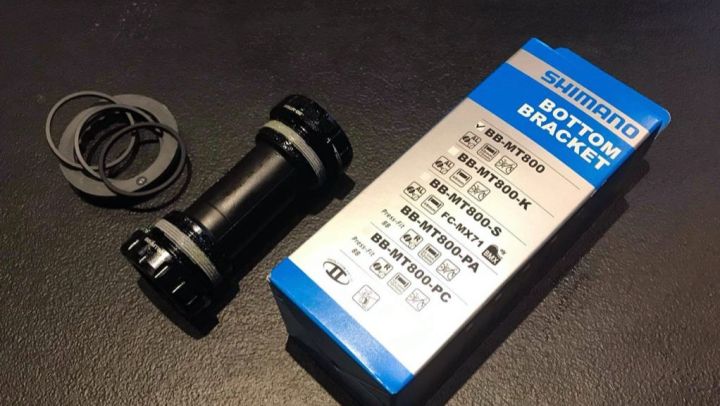 SHIMANO
BOTTOM
BRACKET
BB-MT800
BB-MT800-K
BB-MT800-S
FC-MX71
BB-MT800-PA
Press-Fit
BB
BB-MT800-PC
Press-Fit
BB